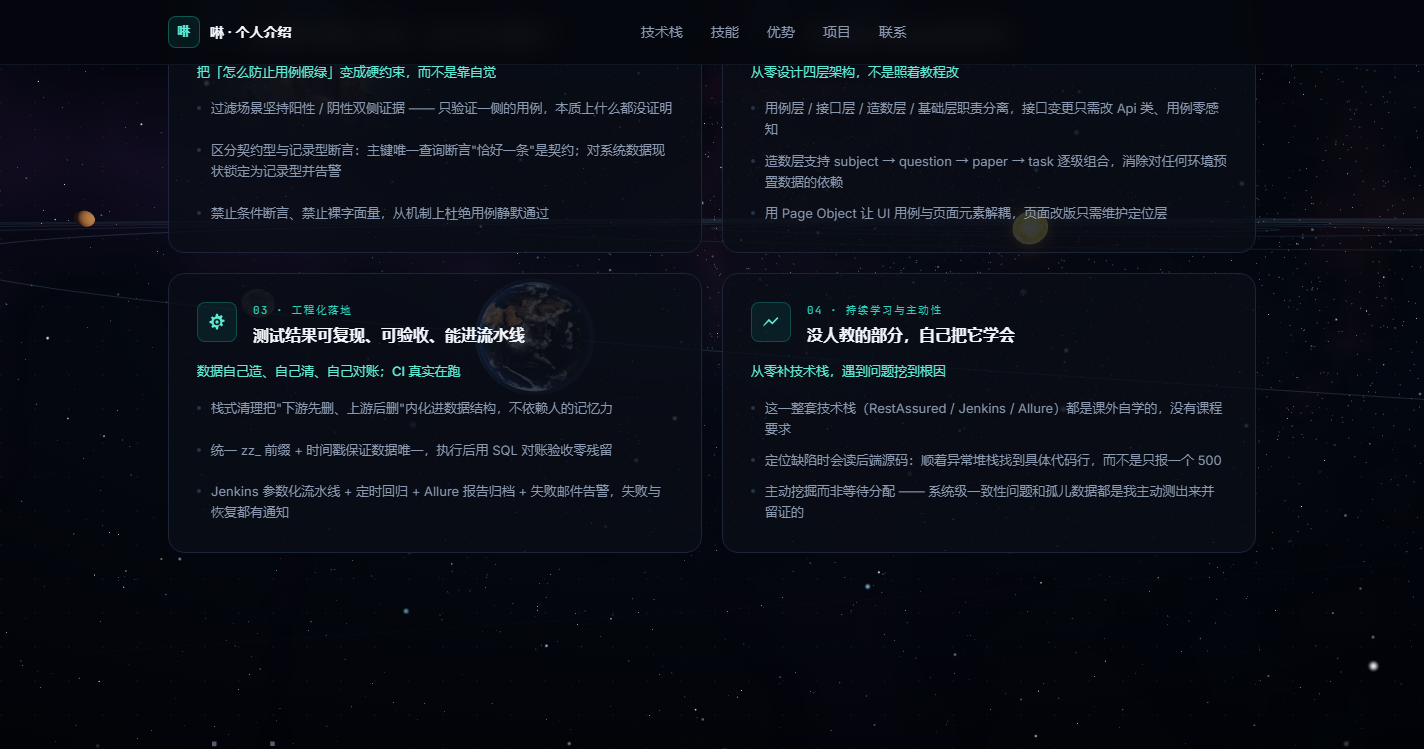 啉
啉 · 个人介绍
技术栈
技能
优势
项目
联系
把「怎么防止用例假绿」变成硬约束，而不是靠自觉
过滤场景坚持阳性 / 阴性双侧证据 —— 只验证一侧的用例，本质上什么都没证明
区分契约型与记录型断言：主键唯一查询断言"恰好一条"是契约；对系统数据现
状锁定为记录型并告警
禁止条件断言、禁止裸字面量，从机制上杜绝用例静默通过
从零设计四层架构，不是照着教程改
用例层 / 接口层 / 造数层 / 基础层职责分离，接口变更只需改 Api 类、用例零感
知
造数层支持 subject → question → paper → task 逐级组合，消除对任何环境预
置数据的依赖
用 Page Object 让 UI 用例与页面元素解耦，页面改版只需维护定位层
03 · 工程化落地
测试结果可复现、可验收、能进流水线
数据自己造、自己清、自己对账；CI 真实在跑
栈式清理把"下游先删、上游后删"内化进数据结构，不依赖人的记忆力
统一 zz_ 前缀 + 时间戳保证数据唯一，执行后用 SQL 对账验收零残留
Jenkins 参数化流水线 + 定时回归 + Allure 报告归档 + 失败邮件告警，失败与
恢复都有通知
04 · 持续学习与主动性
没人教的部分，自己把它学会
从零补技术栈，遇到问题挖到根因
这一整套技术栈（RestAssured / Jenkins / Allure）都是课外自学的，没有课程
要求
定位缺陷时会读后端源码：顺着异常堆栈找到具体代码行，而不是只报一个 500
主动挖掘而非等待分配 —— 系统级一致性问题和孤儿数据都是我主动测出来并
留证的